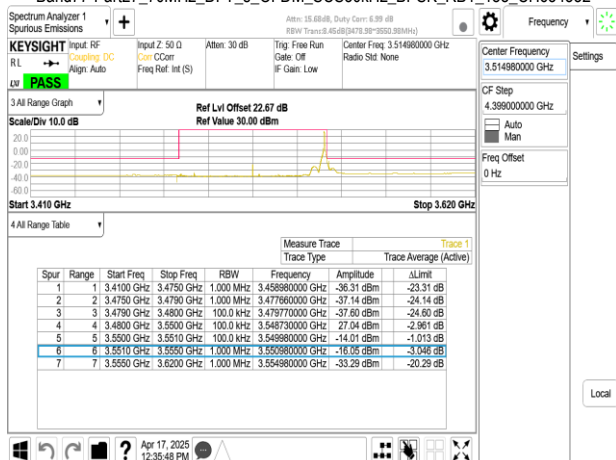 Spectrum Analyzer 1
Spurious Emissions
Attn: 15.68dB, Duty Corr: 6.99 dB
RBW Trans:8.45dB(3478.98~3550.98MHz)
Frequency
KEYSIGHT
Input: RF
Coupling: DC
Align: Auto
Input Z: 50 Ω
Corr CCorr
Freq Ref: Int (S)
Atten: 30 dB
Trig: Free Run
Gate: Off
IF Gain: Low
Center Freq: 3.514980000 GHz
Radio Std: None
RL
PASS
Center Frequency
3.514980000 GHz
Settings
CF Step
4.399000000 GHz
Auto
Man
Freq Offset
0 Hz
3 All Range Graph
Scale/Div 10.0 dB
Ref Lvl Offset 22.67 dB
Ref Value 30.00 dBm
20.0
0.00
-20.0
-40.0
-60.0
Start 3.410 GHz
Stop 3.620 GHz
4 All Range Table
Measure Trace Trace 1
Trace Type Trace Average (Active)
Spur Range Start Freq Stop Freq RBW Frequency Amplitude ΔLimit
1 1 3.4100 GHz 3.4750 GHz 1.000 MHz 3.458980000 GHz -36.31 dBm -23.31 dB
2 2 3.4750 GHz 3.4790 GHz 1.000 MHz 3.477660000 GHz -37.14 dBm -24.14 dB
3 3 3.4790 GHz 3.4800 GHz 100.0 kHz 3.479770000 GHz -37.60 dBm -24.60 dB
4 4 3.4800 GHz 3.5500 GHz 100.0 kHz 3.548730000 GHz 27.04 dBm -2.961 dB
5 5 3.5500 GHz 3.5510 GHz 100.0 kHz 3.549980000 GHz -14.01 dBm -1.013 dB
6 6 3.5510 GHz 3.5550 GHz 1.000 MHz 3.550980000 GHz -16.05 dBm -3.046 dB
7 7 3.5550 GHz 3.6200 GHz 1.000 MHz 3.554980000 GHz -33.29 dBm -20.29 dB
Local
Apr 17, 2025
12:35:48 PM